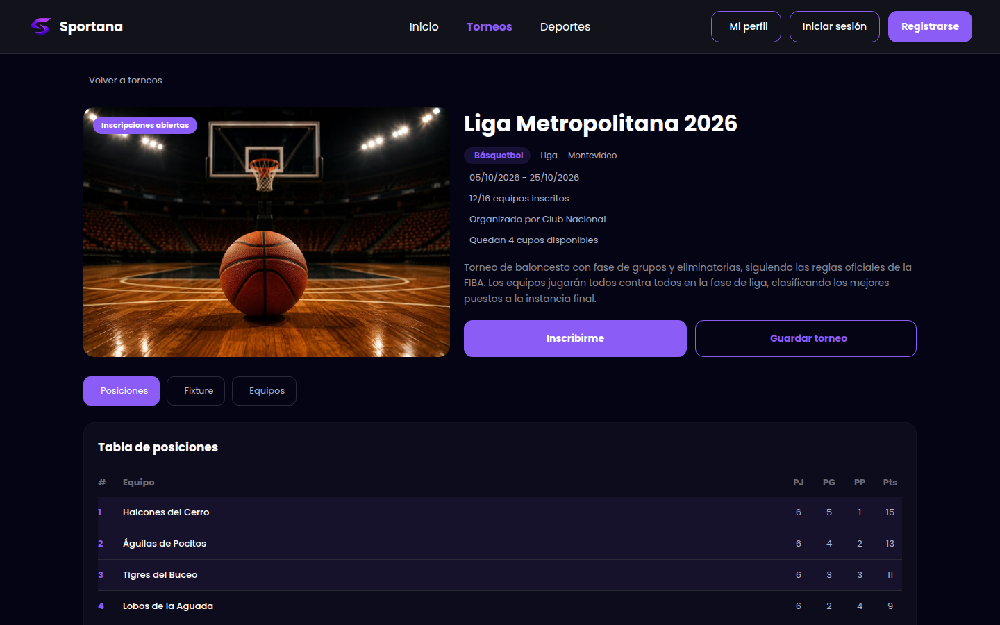 Sportana
Inicio
Torneos
Deportes
Mi perfil
Iniciar sesión
Registrarse
Volver a torneos
Inscripciones abiertas
Liga Metropolitana 2026
Básquetbol Liga Montevideo
05/10/2026 - 25/10/2026
12/16 equipos inscritos
Organizado por Club Nacional
Quedan 4 cupos disponibles
Torneo de baloncesto con fase de grupos y eliminatorias, siguiendo las reglas oficiales de la
FIBA. Los equipos jugarán todos contra todos en la fase de liga, clasificando los mejores
puestos a la instancia final.
Inscribirme
Guardar torneo
Posiciones
Fixture
Equipos
Tabla de posiciones
# Equipo PJ PG PP Pts
1 Halcones del Cerro 6 5 1 15
2 Águilas de Pocitos 6 4 2 13
3 Tigres del Buceo 6 3 3 11
4 Lobos de la Aguada 6 2 4 9